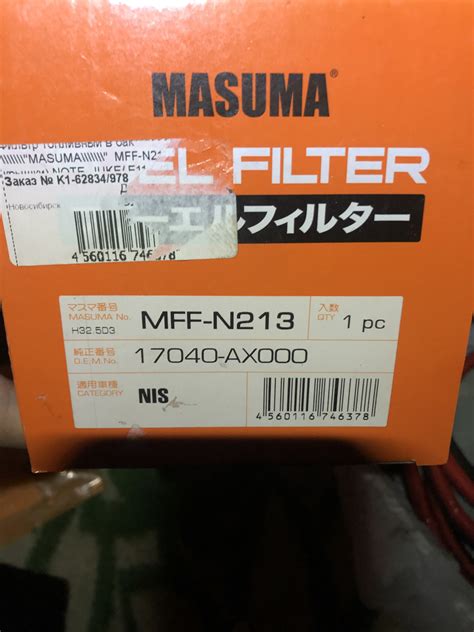 MASUMA®
EL FILTER
ーエルフィルター
фильтр топливный в бак
\\\\\\\"MASUMA\\\\\\\" MFF-N21
NOTE, JUKE(F11
Заказ № K1-62834/978
Новосибирск
4 560116 746378
マスマ番号
MASUMA No.
H32.503
MFF-N213
入数
QTY
1 pc
純正番号
O.E.M.No.
17040-AX000
適用車種
CATEGORY
NIS
4 560116 746378